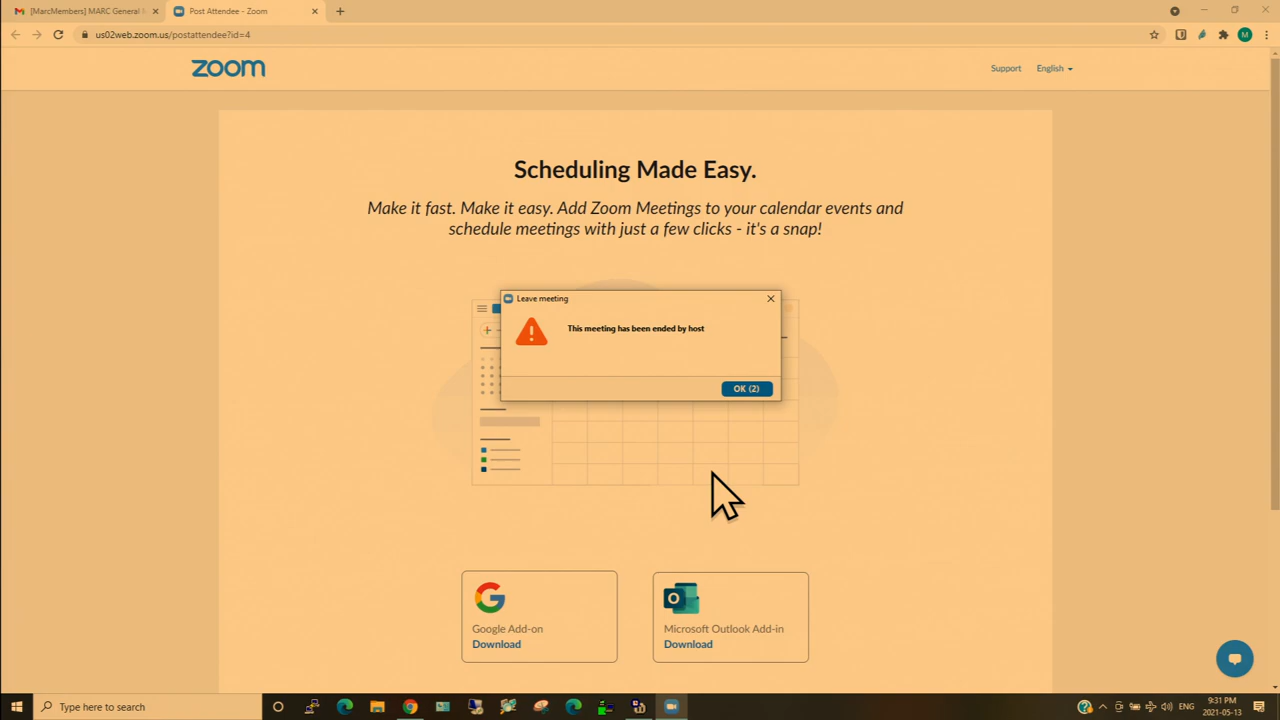 [MarcMembers] MARC General M
Post Attendee - Zoom
us02web.zoom.us/postattendee?id=4
M
zoom
Support
English
Scheduling Made Easy.
Make it fast. Make it easy. Add Zoom Meetings to your calendar events and
schedule meetings with just a few clicks - it's a snap!
Leave meeting
This meeting has been ended by host
OK (2)
Google Add-on
Download
Microsoft Outlook Add-in
Download
Type here to search
ENG
9:31 PM
2021-05-13